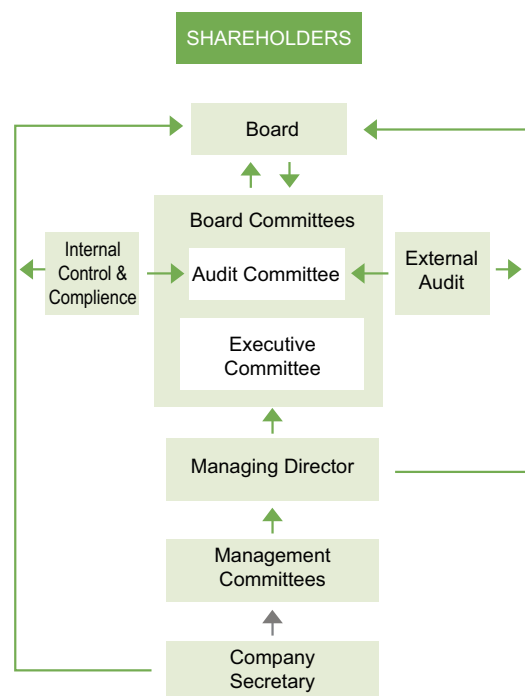 SHAREHOLDERS
Board
Board Committees
Internal
Control &
Complience
Audit Committee
External
Audit
Executive
Committee
Managing Director
Management
Committees
Company
Secretary